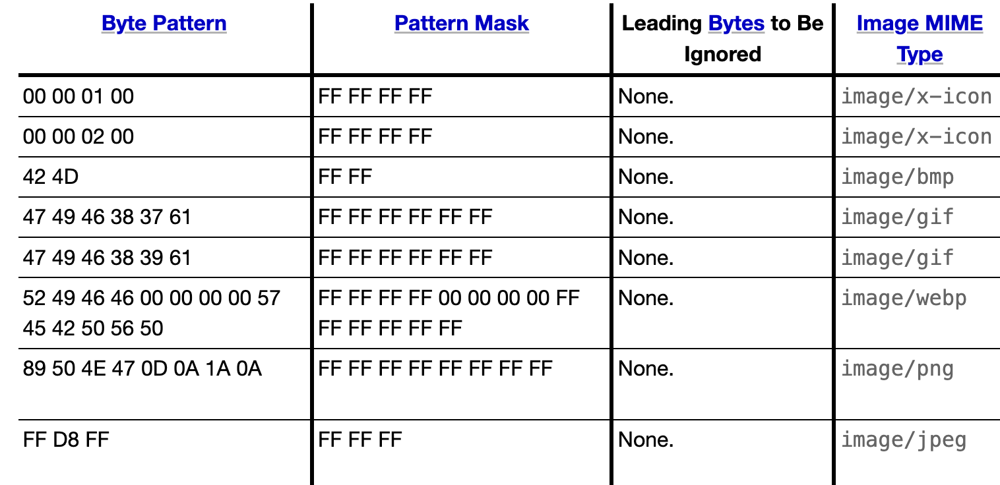 Byte Pattern Pattern Mask Leading Bytes to Be Ignored Image MIME Type
00 00 01 00 FF FF FF FF None. image/x-icon
00 00 02 00 FF FF FF FF None. image/x-icon
42 4D FF FF None. image/bmp
47 49 46 38 37 61 FF FF FF FF FF FF None. image/gif
47 49 46 38 39 61 FF FF FF FF FF FF None. image/gif
52 49 46 46 00 00 00 00 57 FF FF FF FF 00 00 00 00 FF None. image/webp
45 42 50 56 50 FF FF FF FF FF
89 50 4E 47 0D 0A 1A 0A FF FF FF FF FF FF FF FF None. image/png
FF D8 FF FF FF FF None. image/jpeg